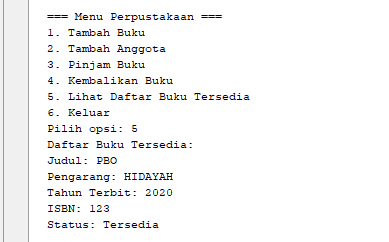 === Menu Perpustakaan ===
1. Tambah Buku
2. Tambah Anggota
3. Pinjam Buku
4. Kembalikan Buku
5. Lihat Daftar Buku Tersedia
6. Keluar
Pilih opsi: 5
Daftar Buku Tersedia:
Judul: PBO
Pengarang: HIDAYAH
Tahun Terbit: 2020
ISBN: 123
Status: Tersedia